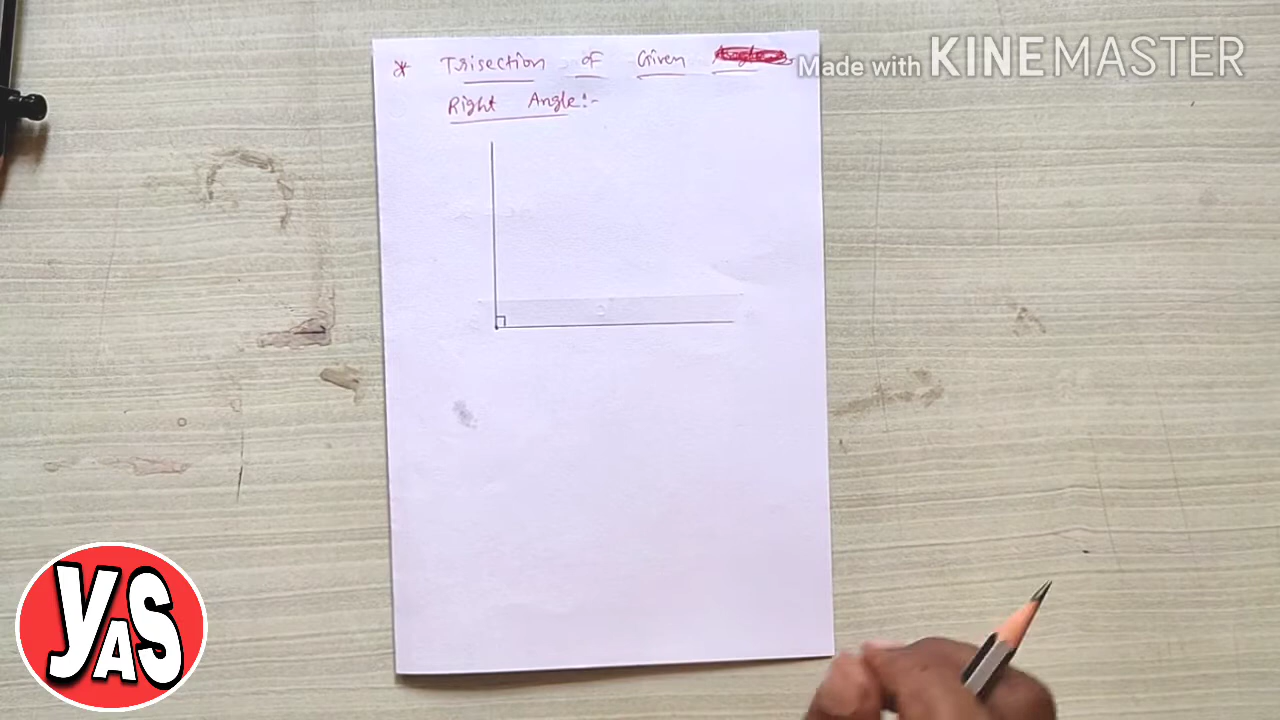 * Trisection of Given
Right Angle:-
Made with KINEMASTER
YAS